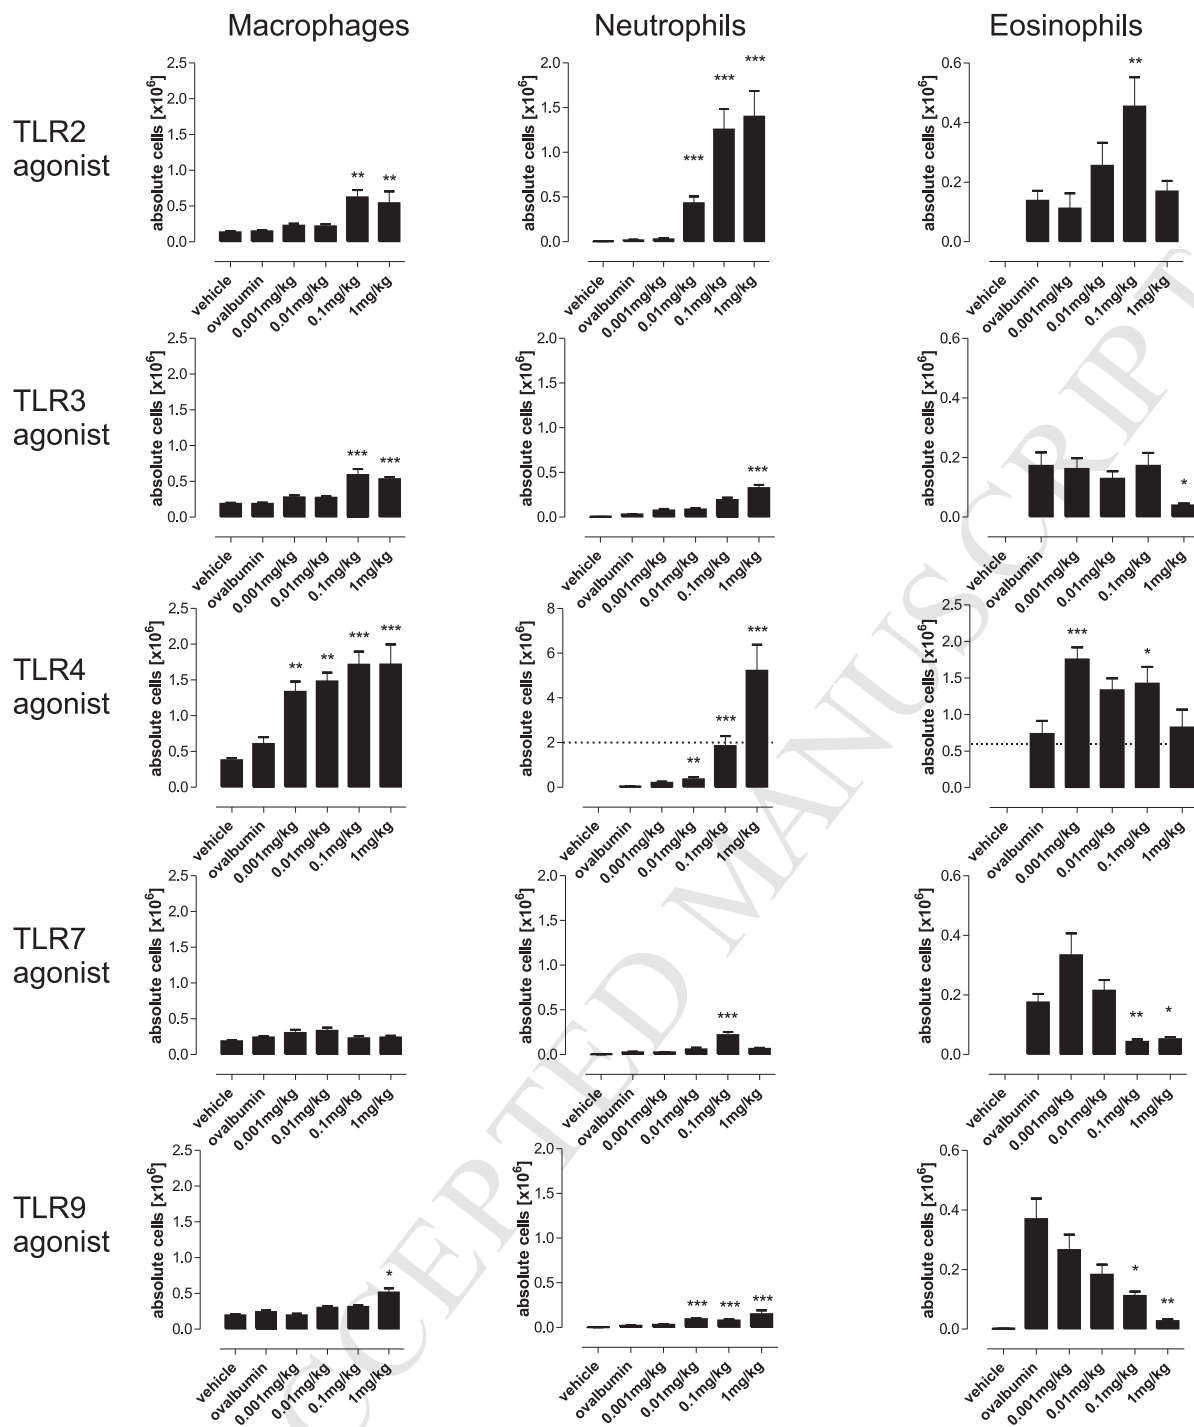 Macrophages Neutrophils Eosinophils
TLR2
agonist
absolute cells [x10⁶]
2.5
2.0
1.5
1.0
0.5
0.0
** **
vehicle
ovalbumin
0.001mg/kg
0.01mg/kg
0.1mg/kg
1mg/kg
absolute cells [x10⁶]
2.0
1.5
1.0
0.5
0.0
*** *** ***
vehicle
ovalbumin
0.001mg/kg
0.01mg/kg
0.1mg/kg
1mg/kg
absolute cells [x10⁶]
0.6
0.4
0.2
0.0
**
vehicle
ovalbumin
0.001mg/kg
0.01mg/kg
0.1mg/kg
1mg/kg
TLR3
agonist
absolute cells [x10⁶]
2.5
2.0
1.5
1.0
0.5
0.0
*** ***
vehicle
ovalbumin
0.001mg/kg
0.01mg/kg
0.1mg/kg
1mg/kg
absolute cells [x10⁶]
2.0
1.5
1.0
0.5
0.0
***
vehicle
ovalbumin
0.001mg/kg
0.01mg/kg
0.1mg/kg
1mg/kg
absolute cells [x10⁶]
0.6
0.4
0.2
0.0
*
vehicle
ovalbumin
0.001mg/kg
0.01mg/kg
0.1mg/kg
1mg/kg
TLR4
agonist
absolute cells [x10⁶]
2.5
2.0
1.5
1.0
0.5
0.0
** ** *** ***
vehicle
ovalbumin
0.001mg/kg
0.01mg/kg
0.1mg/kg
1mg/kg
absolute cells [x10⁶]
8
6
4
2
0
** *** ***
vehicle
ovalbumin
0.001mg/kg
0.01mg/kg
0.1mg/kg
1mg/kg
absolute cells [x10⁶]
2.5
2.0
1.5
1.0
0.5
0.0
*** *
vehicle
ovalbumin
0.001mg/kg
0.01mg/kg
0.1mg/kg
1mg/kg
TLR7
agonist
absolute cells [x10⁶]
2.5
2.0
1.5
1.0
0.5
0.0
vehicle
ovalbumin
0.001mg/kg
0.01mg/kg
0.1mg/kg
1mg/kg
absolute cells [x10⁶]
2.0
1.5
1.0
0.5
0.0
***
vehicle
ovalbumin
0.001mg/kg
0.01mg/kg
0.1mg/kg
1mg/kg
absolute cells [x10⁶]
0.6
0.4
0.2
0.0
** *
vehicle
ovalbumin
0.001mg/kg
0.01mg/kg
0.1mg/kg
1mg/kg
TLR9
agonist
absolute cells [x10⁶]
2.5
2.0
1.5
1.0
0.5
0.0
*
vehicle
ovalbumin
0.001mg/kg
0.01mg/kg
0.1mg/kg
1mg/kg
absolute cells [x10⁶]
2.0
1.5
1.0
0.5
0.0
*** *** ***
vehicle
ovalbumin
0.001mg/kg
0.01mg/kg
0.1mg/kg
1mg/kg
absolute cells [x10⁶]
0.6
0.4
0.2
0.0
* **
vehicle
ovalbumin
0.001mg/kg
0.01mg/kg
0.1mg/kg
1mg/kg
CCEPTED MANUSCRIPT